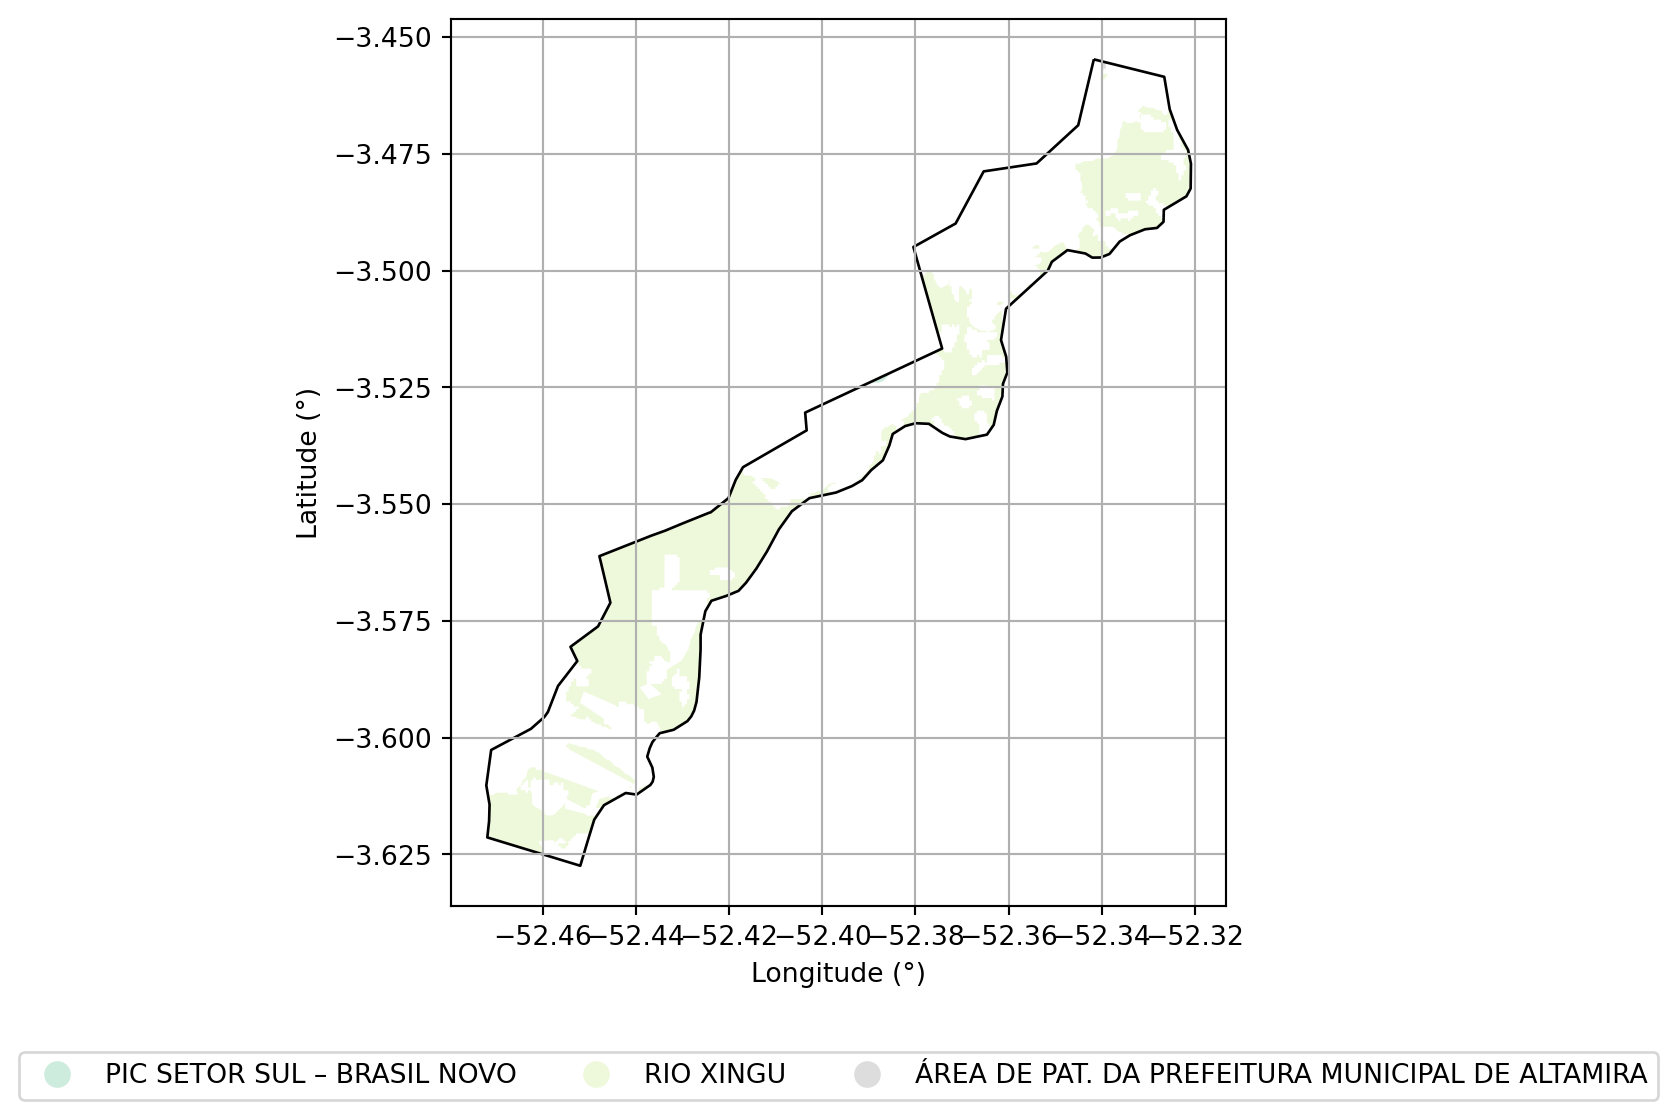 −3.450
−3.475
−3.500
−3.525
−3.550
−3.575
−3.600
−3.625
Latitude (°)
−52.46 −52.44 −52.42 −52.40 −52.38 −52.36 −52.34 −52.32
Longitude (°)
PIC SETOR SUL – BRASIL NOVO RIO XINGU ÁREA DE PAT. DA PREFEITURA MUNICIPAL DE ALTAMIRA